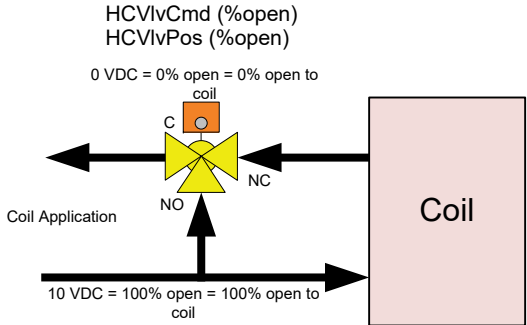 HCVlvCmd (%open)
HCVlvPos (%open)
0 VDC = 0% open = 0% open to
coil
C
NC
NO
Coil Application
Coil
10 VDC = 100% open = 100% open to
coil